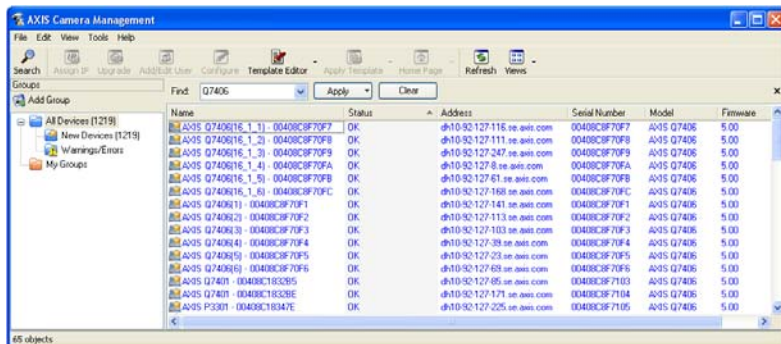 AXIS Camera Management
File Edit View Tools Help
Search Assign IP Upgrade Add/Edit User Configure Template Editor Apply Template Home Page Refresh Views
Groups
Find: Q7406 Apply Clear x
Add Group
All Devices (1219)
New Devices (1219)
Warnings/Errors
My Groups
Name Status Address Serial Number Model Firmware
AXIS Q7406(16_1_1) - 00408C8F70F7 OK dh10-92-127-116.se.axis.com 00408C8F70F7 AXIS Q7406 5.00
AXIS Q7406(16_1_2) - 00408C8F70F8 OK dh10-92-127-111.se.axis.com 00408C8F70F8 AXIS Q7406 5.00
AXIS Q7406(16_1_3) - 00408C8F70F9 OK dh10-92-127-247.se.axis.com 00408C8F70F9 AXIS Q7406 5.00
AXIS Q7406(16_1_4) - 00408C8F70FA OK dh10-92-127-8.se.axis.com 00408C8F70FA AXIS Q7406 5.00
AXIS Q7406(16_1_5) - 00408C8F70FB OK dh10-92-127-61.se.axis.com 00408C8F70FB AXIS Q7406 5.00
AXIS Q7406(16_1_6) - 00408C8F70FC OK dh10-92-127-168.se.axis.com 00408C8F70FC AXIS Q7406 5.00
AXIS Q7406(1) - 00408C8F70F1 OK dh10-92-127-141.se.axis.com 00408C8F70F1 AXIS Q7406 5.00
AXIS Q7406(2) - 00408C8F70F2 OK dh10-92-127-113.se.axis.com 00408C8F70F2 AXIS Q7406 5.00
AXIS Q7406(3) - 00408C8F70F3 OK dh10-92-127-103.se.axis.com 00408C8F70F3 AXIS Q7406 5.00
AXIS Q7406(4) - 00408C8F70F4 OK dh10-92-127-39.se.axis.com 00408C8F70F4 AXIS Q7406 5.00
AXIS Q7406(5) - 00408C8F70F5 OK dh10-92-127-23.se.axis.com 00408C8F70F5 AXIS Q7406 5.00
AXIS Q7406(6) - 00408C8F70F6 OK dh10-92-127-69.se.axis.com 00408C8F70F6 AXIS Q7406 5.00
AXIS Q7401 - 00408C1832B5 OK dh10-92-127-85.se.axis.com 00408C8F7103 AXIS Q7406 5.00
AXIS Q7401 - 00408C1832BE OK dh10-92-127-171.se.axis.com 00408C8F7104 AXIS Q7406 5.00
AXIS P3301 - 00408C18347E OK dh10-92-127-225.se.axis.com 00408C8F7105 AXIS Q7406 5.00
65 objects